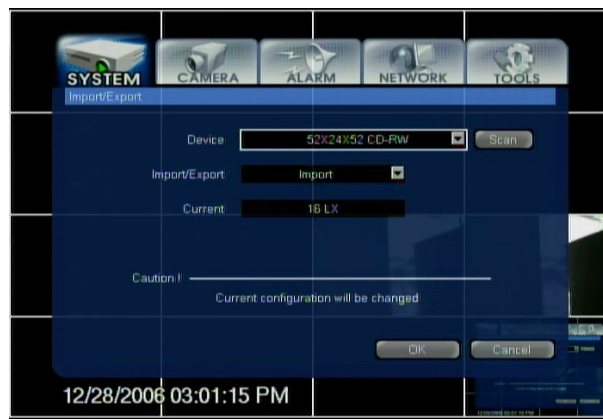 SYSTEM CAMERA ALARM NETWORK TOOLS
Import/Export
Device 52X24X52 CD-RW Scan
Import/Export Import
Current 16 LX
Caution !!
Current configuration will be changed
OK Cancel
12/28/2006 03:01:15 PM